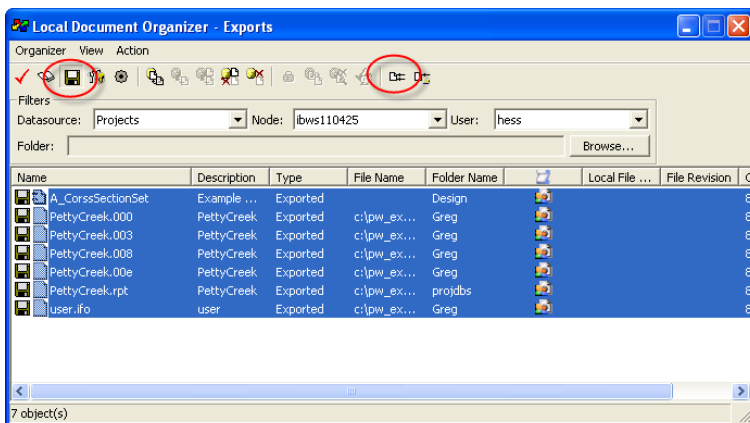 Local Document Organizer - Exports
Organizer View Action
Filters
Datasource: Projects Node: ibws110425 User: hess
Folder: Browse...
Name Description Type File Name Folder Name Local File ... File Revision
A_CorssSectionSet Example ... Exported Design
PettyCreek.000 PettyCreek Exported c:\pw_ex... Greg
PettyCreek.003 PettyCreek Exported c:\pw_ex... Greg
PettyCreek.008 PettyCreek Exported c:\pw_ex... Greg
PettyCreek.00e PettyCreek Exported c:\pw_ex... Greg
PettyCreek.rpt PettyCreek Exported c:\pw_ex... projdbs
user.ifo user Exported c:\pw_ex... Greg
7 object(s)